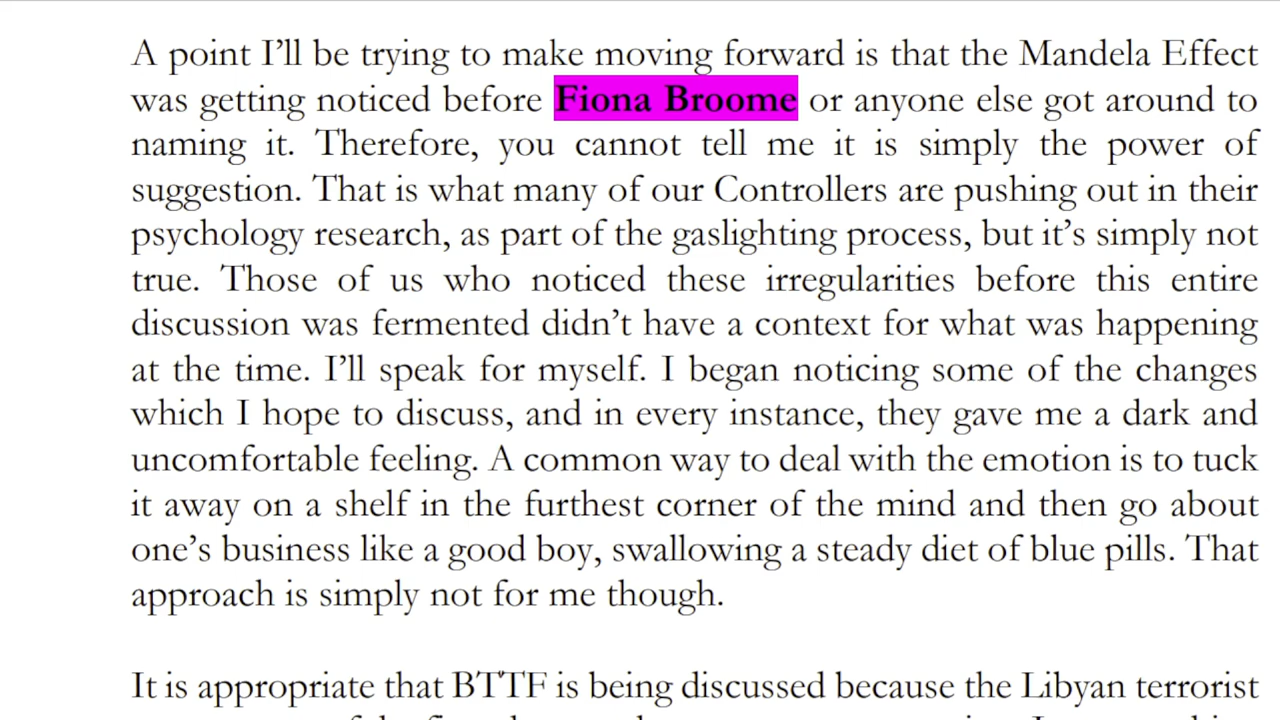 A point I'll be trying to make moving forward is that the Mandela Effect
was getting noticed before Fiona Broome or anyone else got around to
naming it. Therefore, you cannot tell me it is simply the power of
suggestion. That is what many of our Controllers are pushing out in their
psychology research, as part of the gaslighting process, but it's simply not
true. Those of us who noticed these irregularities before this entire
discussion was fermented didn't have a context for what was happening
at the time. I'll speak for myself. I began noticing some of the changes
which I hope to discuss, and in every instance, they gave me a dark and
uncomfortable feeling. A common way to deal with the emotion is to tuck
it away on a shelf in the furthest corner of the mind and then go about
one's business like a good boy, swallowing a steady diet of blue pills. That
approach is simply not for me though.
It is appropriate that BTTF is being discussed because the Libyan terrorist